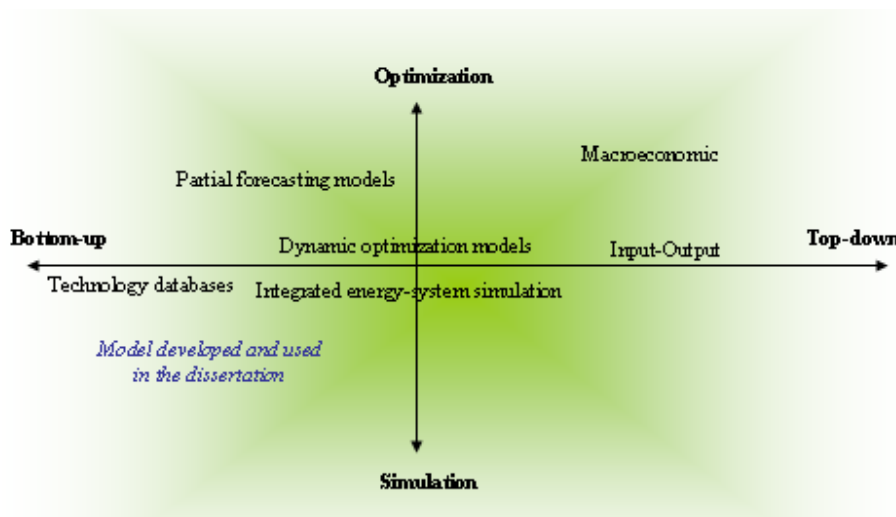 Optimization
Macroeconomic
Partial forecasting models
Bottom-up
Dynamic optimization models
Input-Output
Top-down
Technology databases
Integrated energy-system simulation
Model developed and used
in the dissertation
Simulation